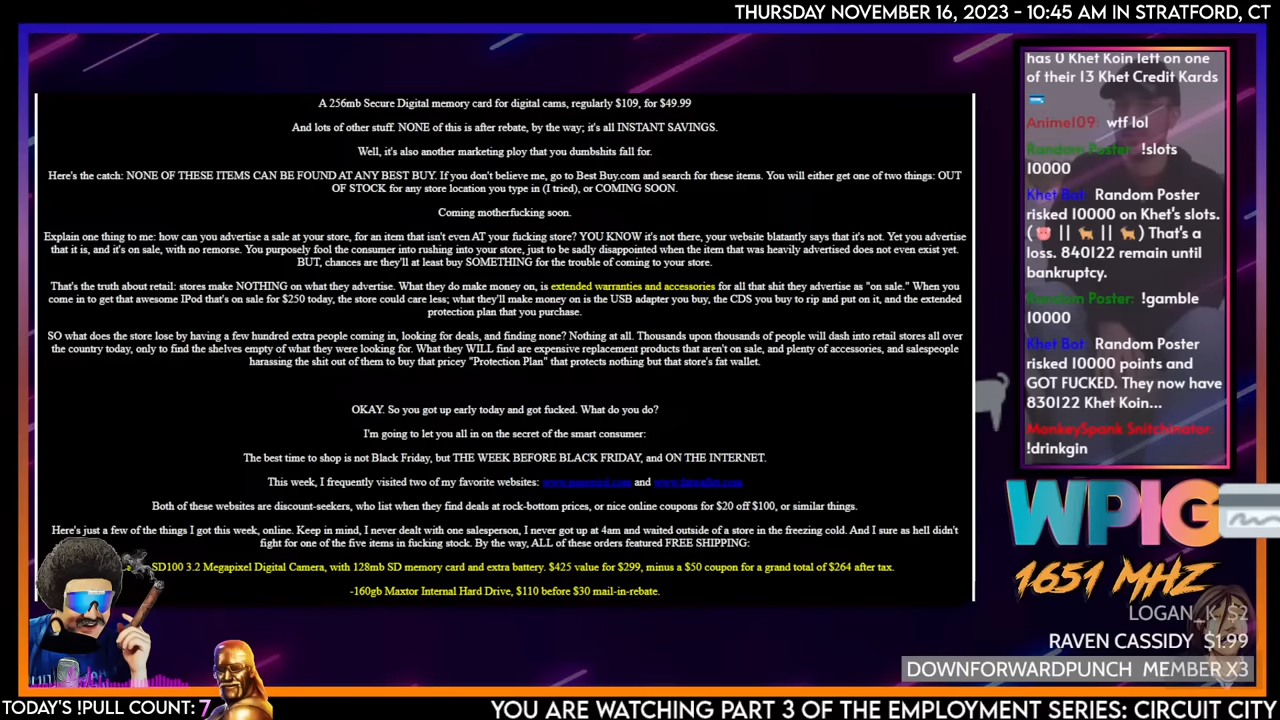 THURSDAY NOVEMBER 16, 2023 - 10:45 AM IN STRATFORD, CT
A 256mb Secure Digital memory card for digital cams, regularly $109, for $49.99
And lots of other stuff. NONE of this is after rebate, by the way; it's all INSTANT SAVINGS.
Well, it's also another marketing ploy that you dumbshits fall for.
Here's the catch: NONE OF THESE ITEMS CAN BE FOUND AT ANY BEST BUY. If you don't believe me, go to Best Buy.com and search for these items. You will either get one of two things: OUT
OF STOCK for any store location you type in (I tried), or COMING SOON.
Coming motherfucking soon.
Explain one thing to me: how can you advertise a sale at your store, for an item that isn't even AT your fucking store? YOU KNOW it's not there, your website blatantly says that it's not. Yet you advertise
that it is, and it's on sale, with no remorse. You purposely fool the consumer into rushing into your store, just to be sadly disappointed when the item that was heavily advertised does not even exist yet.
BUT, chances are they'll at least buy SOMETHING for the trouble of coming to your store.
That's the truth about retail: stores make NOTHING on what they advertise. What they do make money on, is extended warranties and accessories for all that shit they advertise as "on sale." When you
come in to get that awesome IPod that's on sale for $250 today, the store could care less; what they'll make money on is the USB adapter you buy, the CDS you buy to rip and put on it, and the extended
protection plan that you purchase.
SO what does the store lose by having a few hundred extra people coming in, looking for deals, and finding none? Nothing at all. Thousands upon thousands of people will dash into retail stores all over
the country today, only to find the shelves empty of what they were looking for. What they WILL find are expensive replacement products that aren't on sale, and plenty of accessories, and salespeople
harassing the shit out of them to buy that pricey "Protection Plan" that protects nothing but that store's fat wallet.
OKAY. So you got up early today and got fucked. What do you do?
I'm going to let you all in on the secret of the smart consumer:
The best time to shop is not Black Friday, but THE WEEK BEFORE BLACK FRIDAY, and ON THE INTERNET.
This week, I frequently visited two of my favorite websites: and
Both of these websites are discount-seekers, who list when they find deals at rock-bottom prices, or nice online coupons for $20 off $100, or similar things.
Here's just a few of the things I got this week, online. Keep in mind, I never dealt with one salesperson, I never got up at 4am and waited outside of a store in the freezing cold. And I sure as hell didn't
fight for one of the five items in fucking stock. By the way, ALL of these orders featured FREE SHIPPING:
SD100 3.2 Megapixel Digital Camera, with 128mb SD memory card and extra battery. $425 value for $299, minus a $50 coupon for a grand total of $264 after tax.
-160gb Maxtor Internal Hard Drive, $110 before $30 mail-in-rebate.
has 0 Khet Koin left on one
of their 13 Khet Credit Kards
Anime109: wtf lol
Random Poster: !slots
10000
Khet Bot: Random Poster
risked 10000 on Khet's slots.
( || || ) That's a
loss. 840122 remain until
bankruptcy.
Random Poster: !gamble
10000
Khet Bot: Random Poster
risked 10000 points and
GOT FUCKED. They now have
830122 Khet Koin...
MonkeySpank Snitchinator:
!drinkgin
WPIG
1651 MHZ
LOGAN_K $2
RAVEN CASSIDY $1.99
DOWNFORWARDPUNCH MEMBER X3
TODAY'S !PULL COUNT: 7
YOU ARE WATCHING PART 3 OF THE EMPLOYMENT SERIES: CIRCUIT CITY